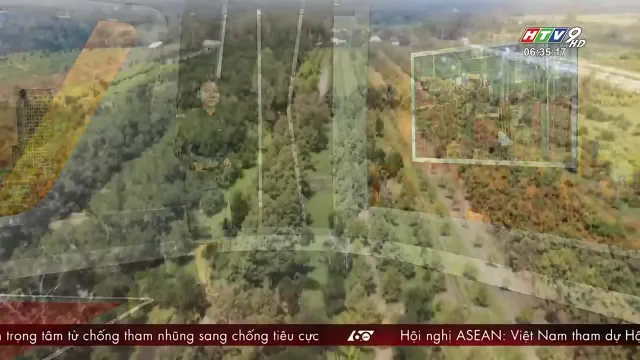 HTV9 HD
06:35:17
n trọng tâm từ chống tham nhũng sang chống tiêu cực
Hội nghị ASEAN: Việt Nam tham dự Hộ